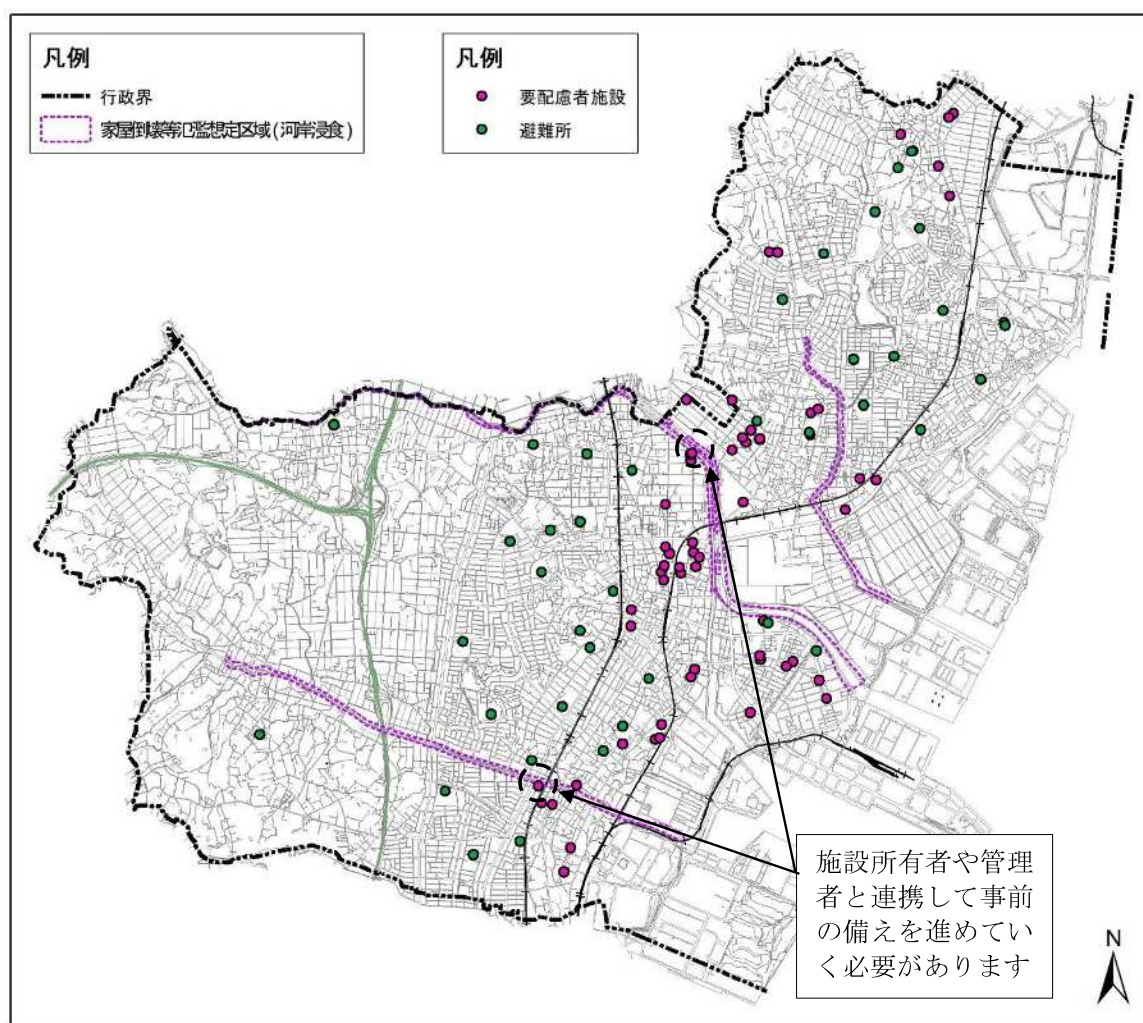 凡例
行政界
家屋倒壊等氾濫想定区域(河岸浸食)
凡例
要配慮者施設
避難所
施設所有者や管理
者と連携して事前
の備えを進めてい
く必要があります
N